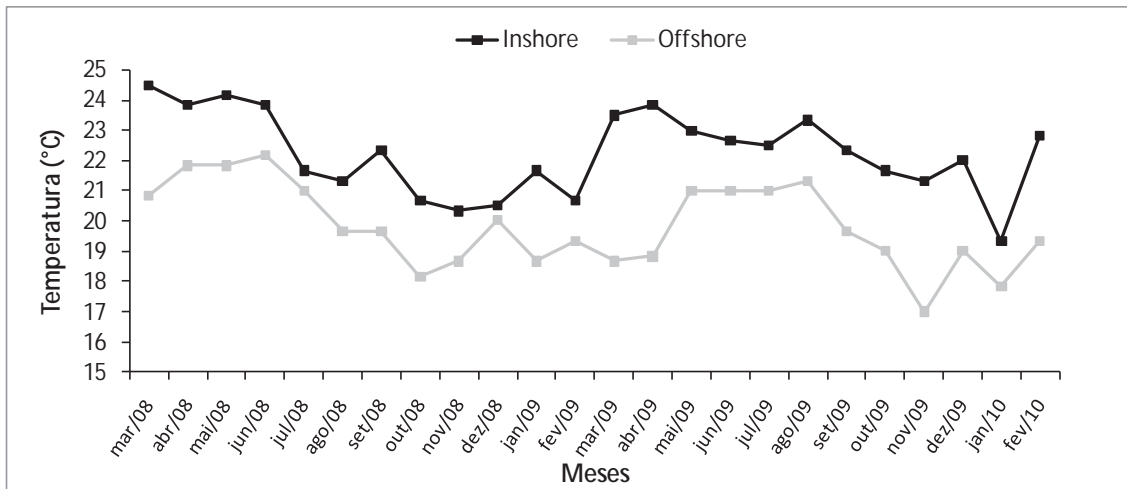 Inshore Offshore
25
24
23
22
21
20
19
18
17
16
15
Temperatura (°C)
mar/08 abr/08 mai/08 jun/08 jul/08 ago/08 set/08 out/08 nov/08 dez/08 jan/09 fev/09 mar/09 abr/09 mai/09 jun/09 jul/09 ago/09 set/09 out/09 nov/09 dez/09 jan/10 fev/10
Meses